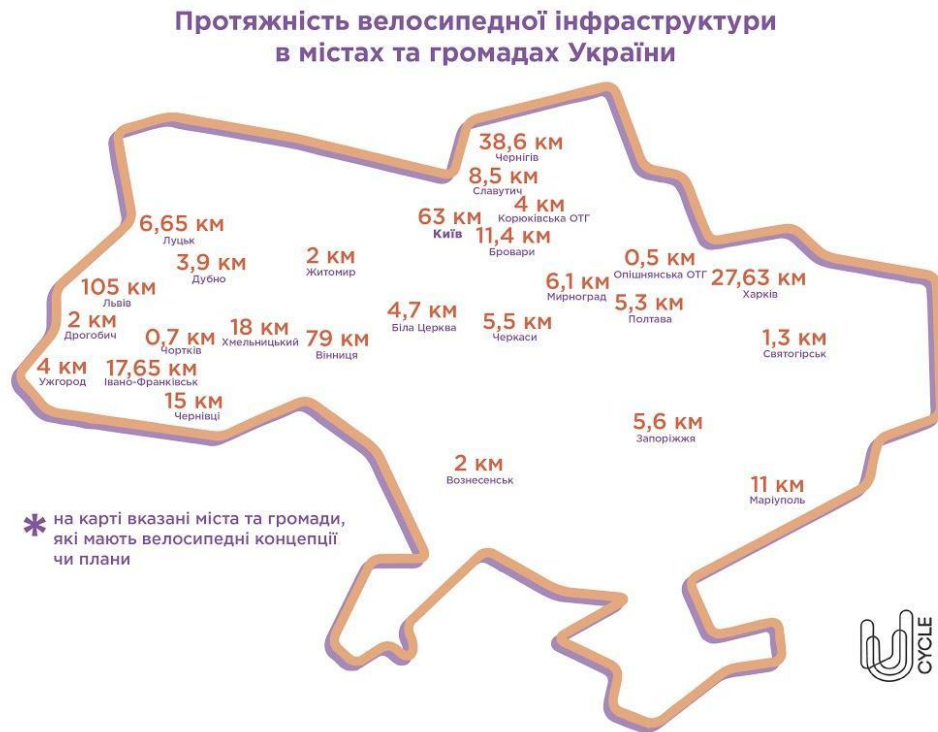 Протяжність велосипедної інфраструктури
в містах та громадах України
38,6 км
Чернігів
8,5 км
Славутич
4 км
Корюківська ОТГ
63 км
Київ
11,4 км
Бровари
6,65 км
Луцьк
3,9 км
Дубно
2 км
Житомир
0,5 км
Опішнянська ОТГ
27,63 км
Харків
6,1 км
Мирноград
5,3 км
Полтава
105 км
Львів
2 км
Дрогобич
0,7 км
Чортків
18 км
Хмельницький
79 км
Вінниця
4,7 км
Біла Церква
5,5 км
Черкаси
1,3 км
Святогірськ
4 км
Ужгород
17,65 км
Івано-Франківськ
15 км
Чернівці
5,6 км
Запоріжжя
2 км
Вознесенськ
11 км
Маріуполь
* на карті вказані міста та громади,
які мають велосипедні концепції
чи плани
U
CYCLE